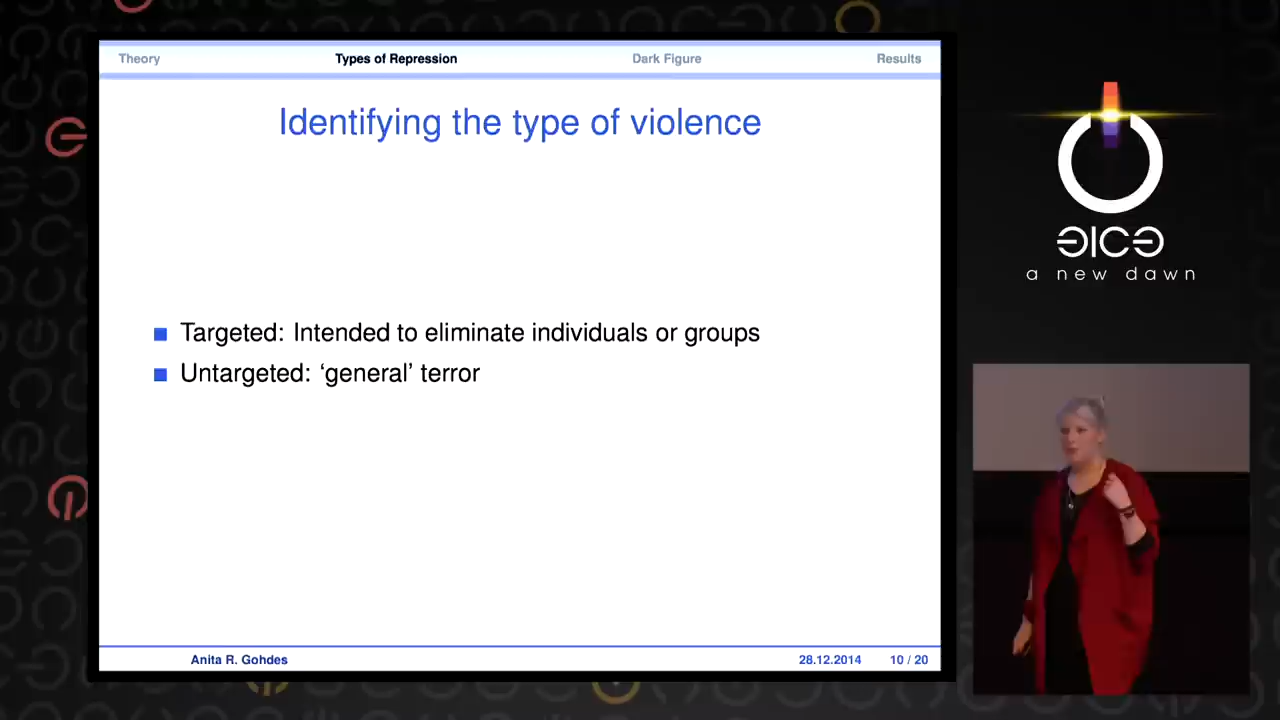 Theory Types of Repression Dark Figure Results
Identifying the type of violence
Targeted: Intended to eliminate individuals or groups
Untargeted: ‘general’ terror
Anita R. Gohdes 28.12.2014 10 / 20
a new dawn